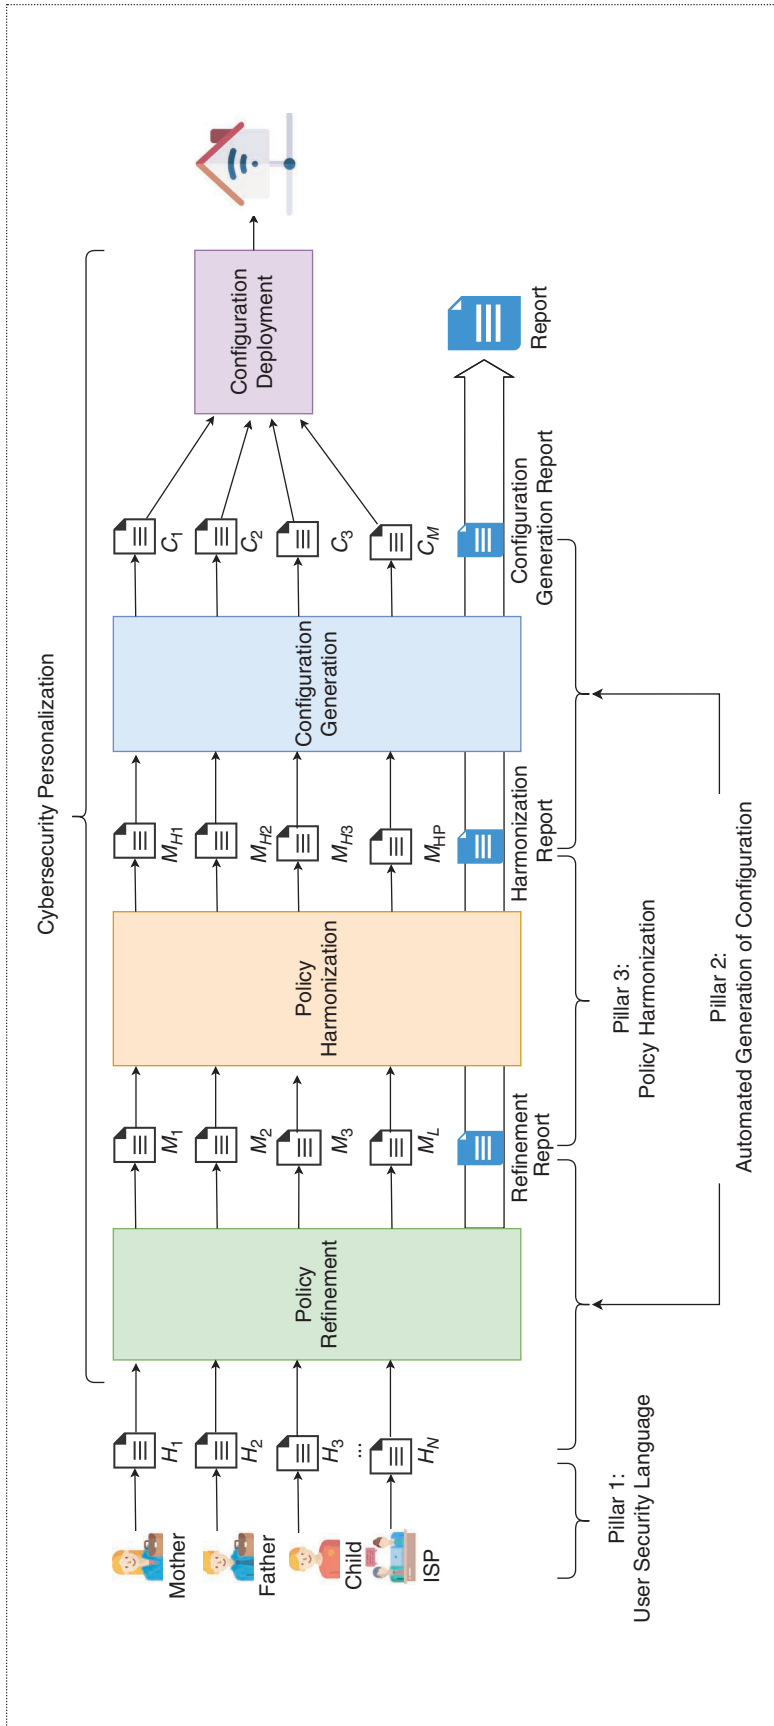 Cybersecurity Personalization
Mother
Father
Child
ISP
H1
H2
H3
...
HN
Policy
Refinement
M1
M2
M3
ML
Refinement
Report
Policy
Harmonization
MH1
MH2
MH3
MHP
Harmonization
Report
Configuration
Generation
C1
C2
C3
CM
Configuration
Generation Report
Configuration
Deployment
Report
Pillar 1:
User Security Language
Pillar 3:
Policy Harmonization
Pillar 2:
Automated Generation of Configuration